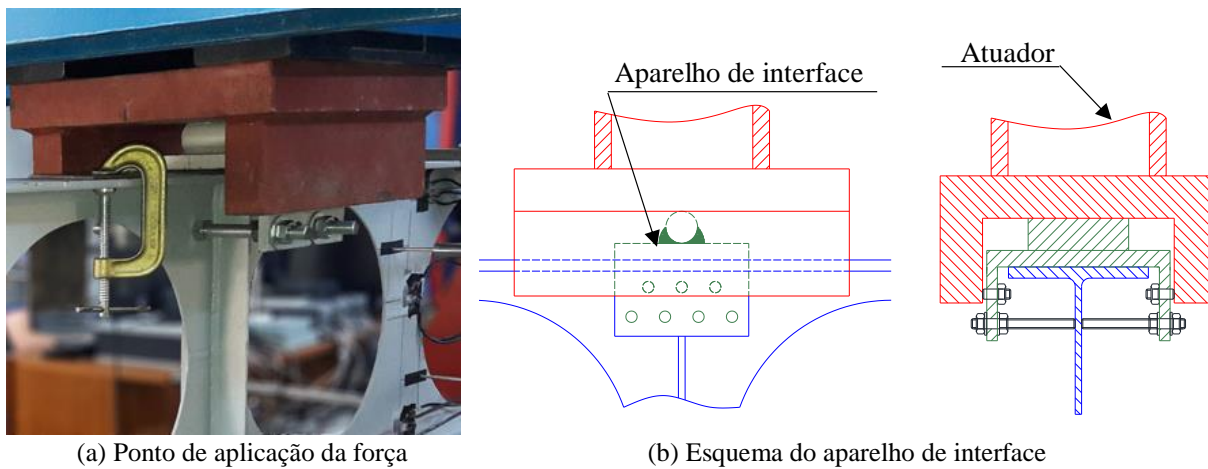 Aparelho de interface
Atuador
(a) Ponto de aplicação da força
(b) Esquema do aparelho de interface